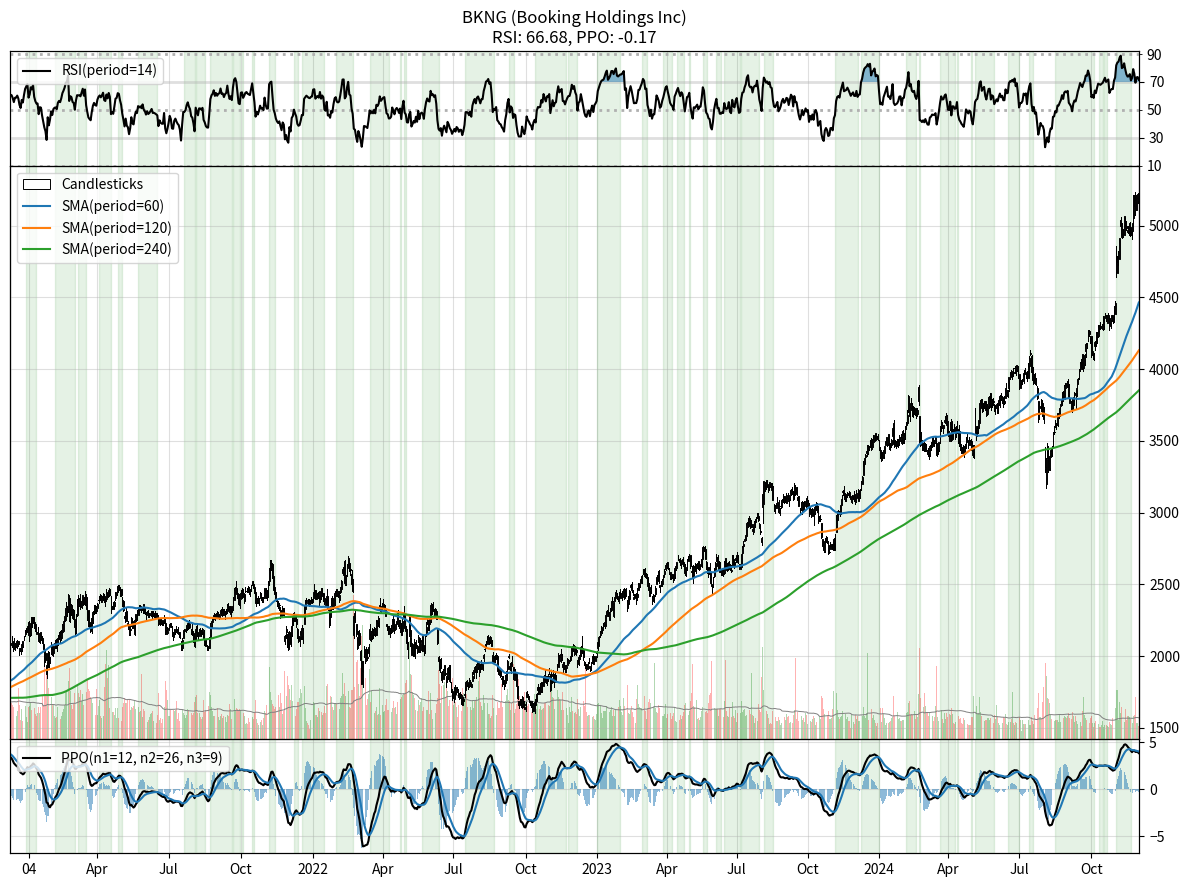 BKNG (Booking Holdings Inc)
RSI: 66.68, PPO: -0.17
RSI(period=14)
90
70
50
30
10
Candlesticks
SMA(period=60)
SMA(period=120)
SMA(period=240)
5000
4500
4000
3500
3000
2500
2000
1500
PPO(n1=12, n2=26, n3=9)
5
0
−5
04 Apr Jul Oct 2022 Apr Jul Oct 2023 Apr Jul Oct 2024 Apr Jul Oct